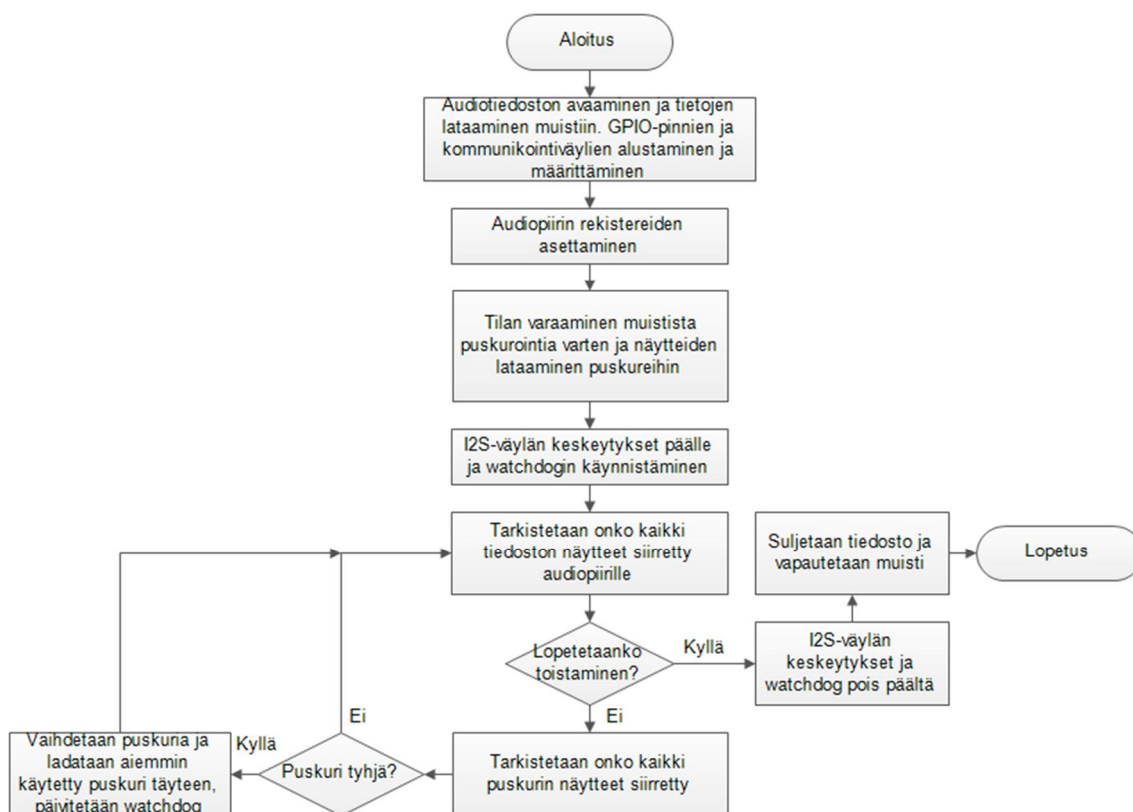 Aloitus
Audiotiedoston avaaminen ja tietojen
lataaminen muistiin. GPIO-pinnien ja
kommunikointiväylien alustaminen ja
määrittäminen
Audiopiirin rekistereiden
asettaminen
Tilan varaaminen muistista
puskurointia varten ja näytteiden
lataaminen puskureihin
I2S-väylän keskeytykset päälle
ja watchdogin käynnistäminen
Tarkistetaan onko kaikki
tiedoston näytteet siirretty
audiopiirille
Suljetaan tiedosto ja
vapautetaan muisti
Lopetus
Lopetetaanko
toistaminen?
Kyllä
I2S-väylän
keskeytykset ja
watchdog pois päältä
Ei
Ei
Vaihdetaan puskuria ja
ladataan aiemmin
käytetty puskuri täyteen,
päivitetään watchdog
Kyllä
Puskuri tyhjä?
Tarkistetaan onko kaikki
puskurin näytteet siirretty